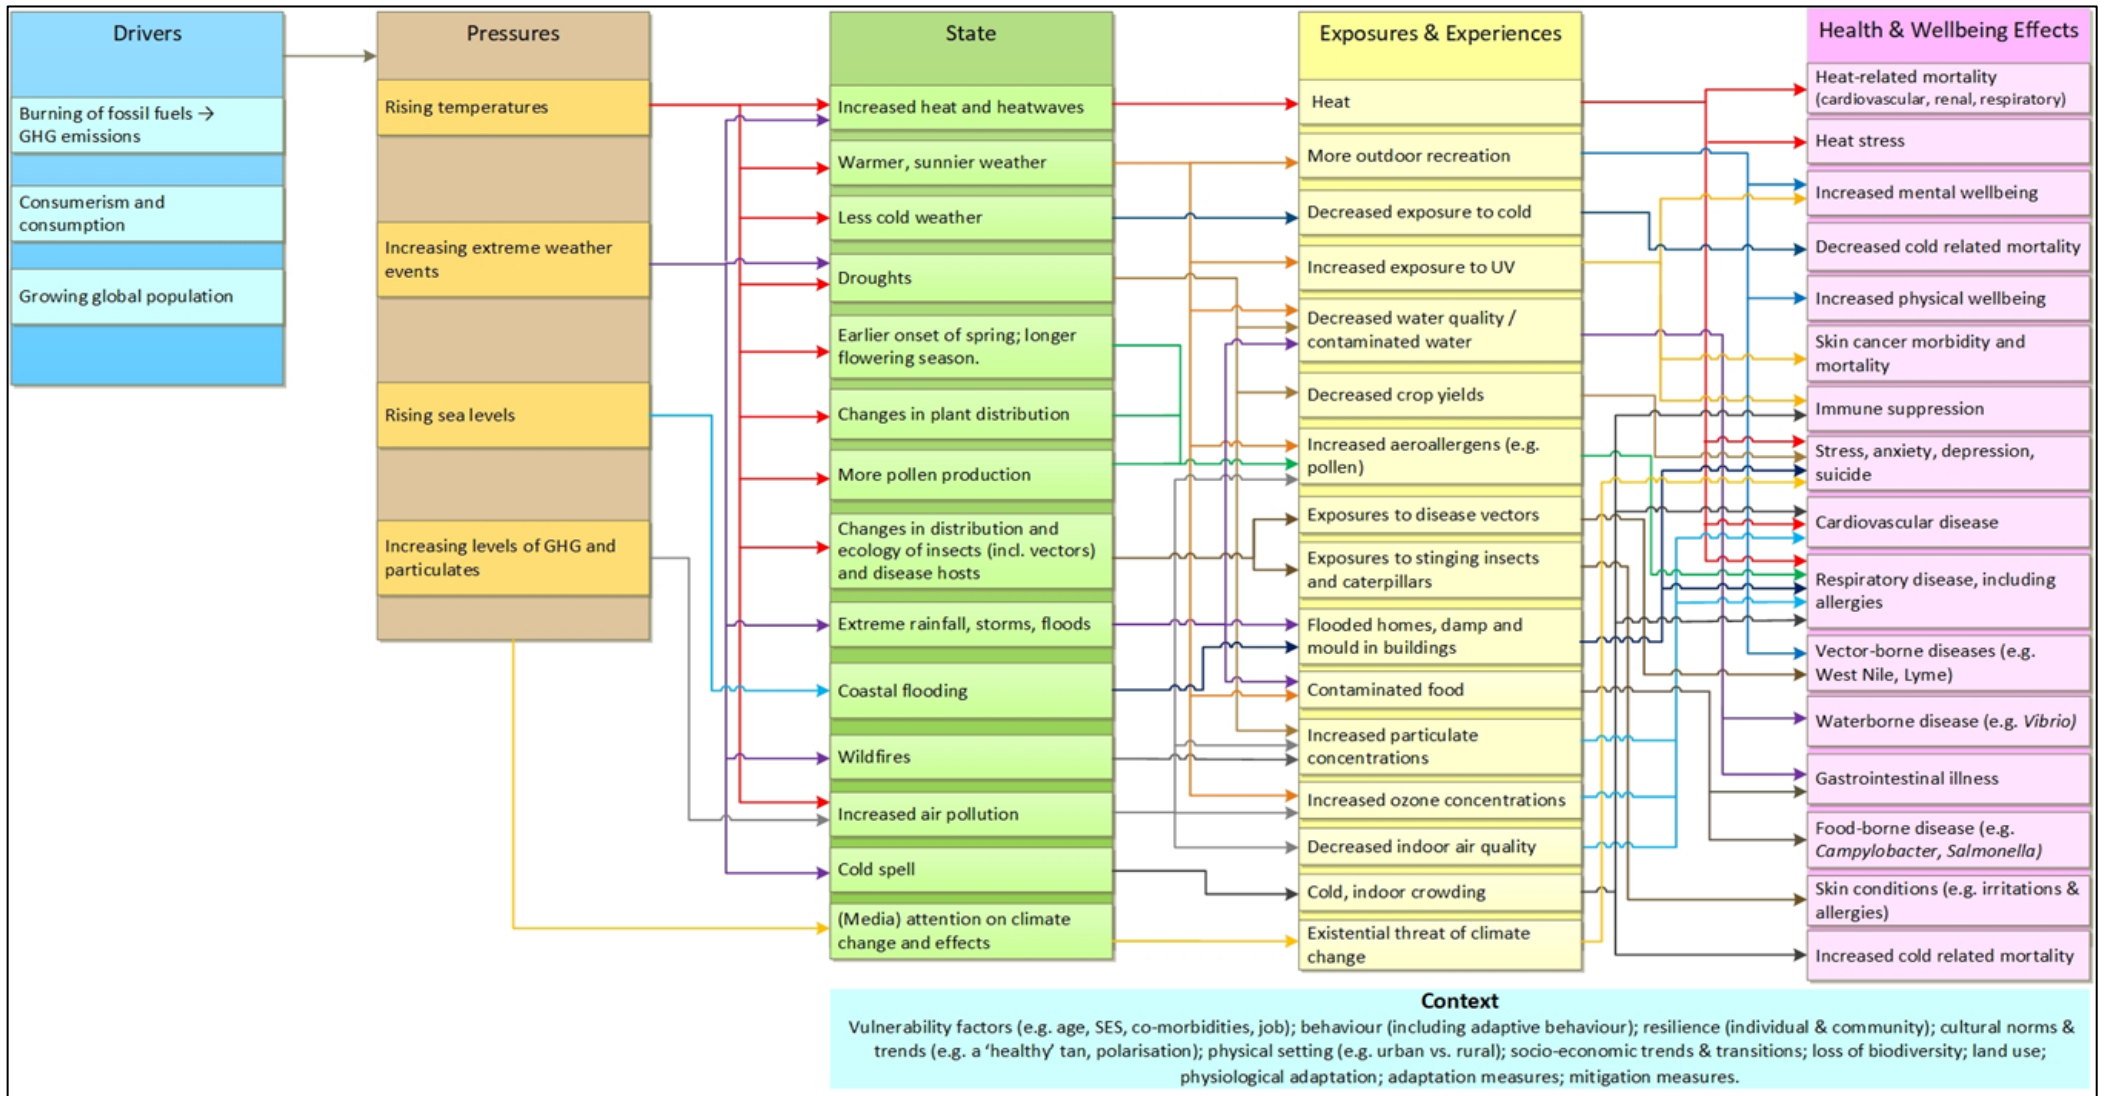 Drivers
Burning of fossil fuels →
GHG emissions
Consumerism and
consumption
Growing global population
Pressures
Rising temperatures
Increasing extreme weather
events
Rising sea levels
Increasing levels of GHG and
particulates
State
Increased heat and heatwaves
Warmer, sunnier weather
Less cold weather
Droughts
Earlier onset of spring; longer
flowering season.
Changes in plant distribution
More pollen production
Changes in distribution and
ecology of insects (incl. vectors)
and disease hosts
Extreme rainfall, storms, floods
Coastal flooding
Wildfires
Increased air pollution
Cold spell
(Media) attention on climate
change and effects
Exposures & Experiences
Heat
More outdoor recreation
Decreased exposure to cold
Increased exposure to UV
Decreased water quality /
contaminated water
Decreased crop yields
Increased aeroallergens (e.g.
pollen)
Exposures to disease vectors
Exposures to stinging insects
and caterpillars
Flooded homes, damp and
mould in buildings
Contaminated food
Increased particulate
concentrations
Increased ozone concentrations
Decreased indoor air quality
Cold, indoor crowding
Existential threat of climate
change
Health & Wellbeing Effects
Heat-related mortality
(cardiovascular, renal, respiratory)
Heat stress
Increased mental wellbeing
Decreased cold related mortality
Increased physical wellbeing
Skin cancer morbidity and
mortality
Immune suppression
Stress, anxiety, depression,
suicide
Cardiovascular disease
Respiratory disease, including
allergies
Vector-borne diseases (e.g.
West Nile, Lyme)
Waterborne disease (e.g. Vibrio)
Gastrointestinal illness
Food-borne disease (e.g.
Campylobacter, Salmonella)
Skin conditions (e.g. irritations &
allergies)
Increased cold related mortality
Context
Vulnerability factors (e.g. age, SES, co-morbidities, job); behaviour (including adaptive behaviour); resilience (individual & community); cultural norms &
trends (e.g. a ‘healthy’ tan, polarisation); physical setting (e.g. urban vs. rural); socio-economic trends & transitions; loss of biodiversity; land use;
physiological adaptation; adaptation measures; mitigation measures.